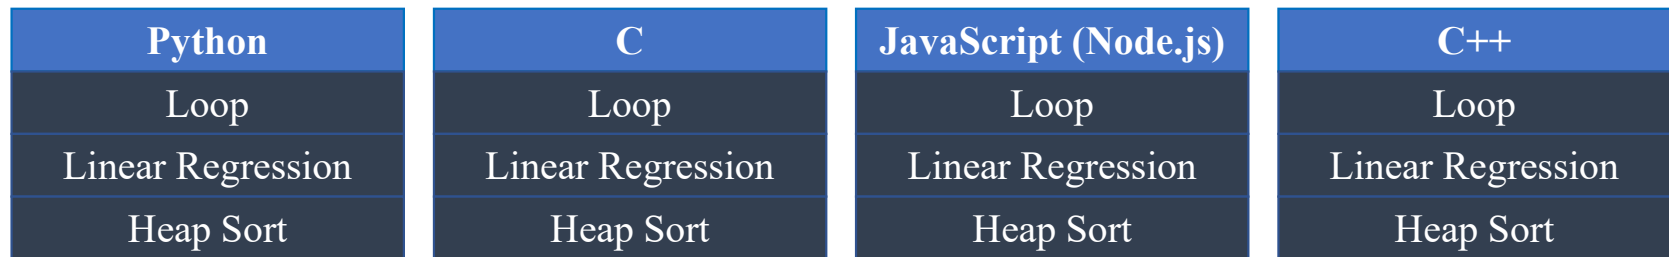 Python
Loop
Linear Regression
Heap Sort
C
Loop
Linear Regression
Heap Sort
JavaScript (Node.js)
Loop
Linear Regression
Heap Sort
C++
Loop
Linear Regression
Heap Sort